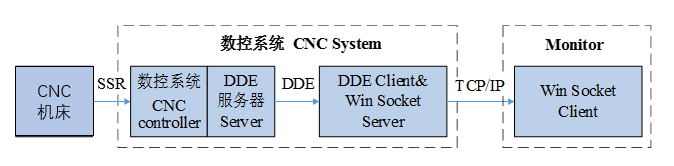 数控系统 CNC System
Monitor
CNC
机床
SSR
数控系统
CNC
controller
DDE
服务器
Server
DDE
DDE Client&
Win Socket
Server
TCP/IP
Win Socket
Client